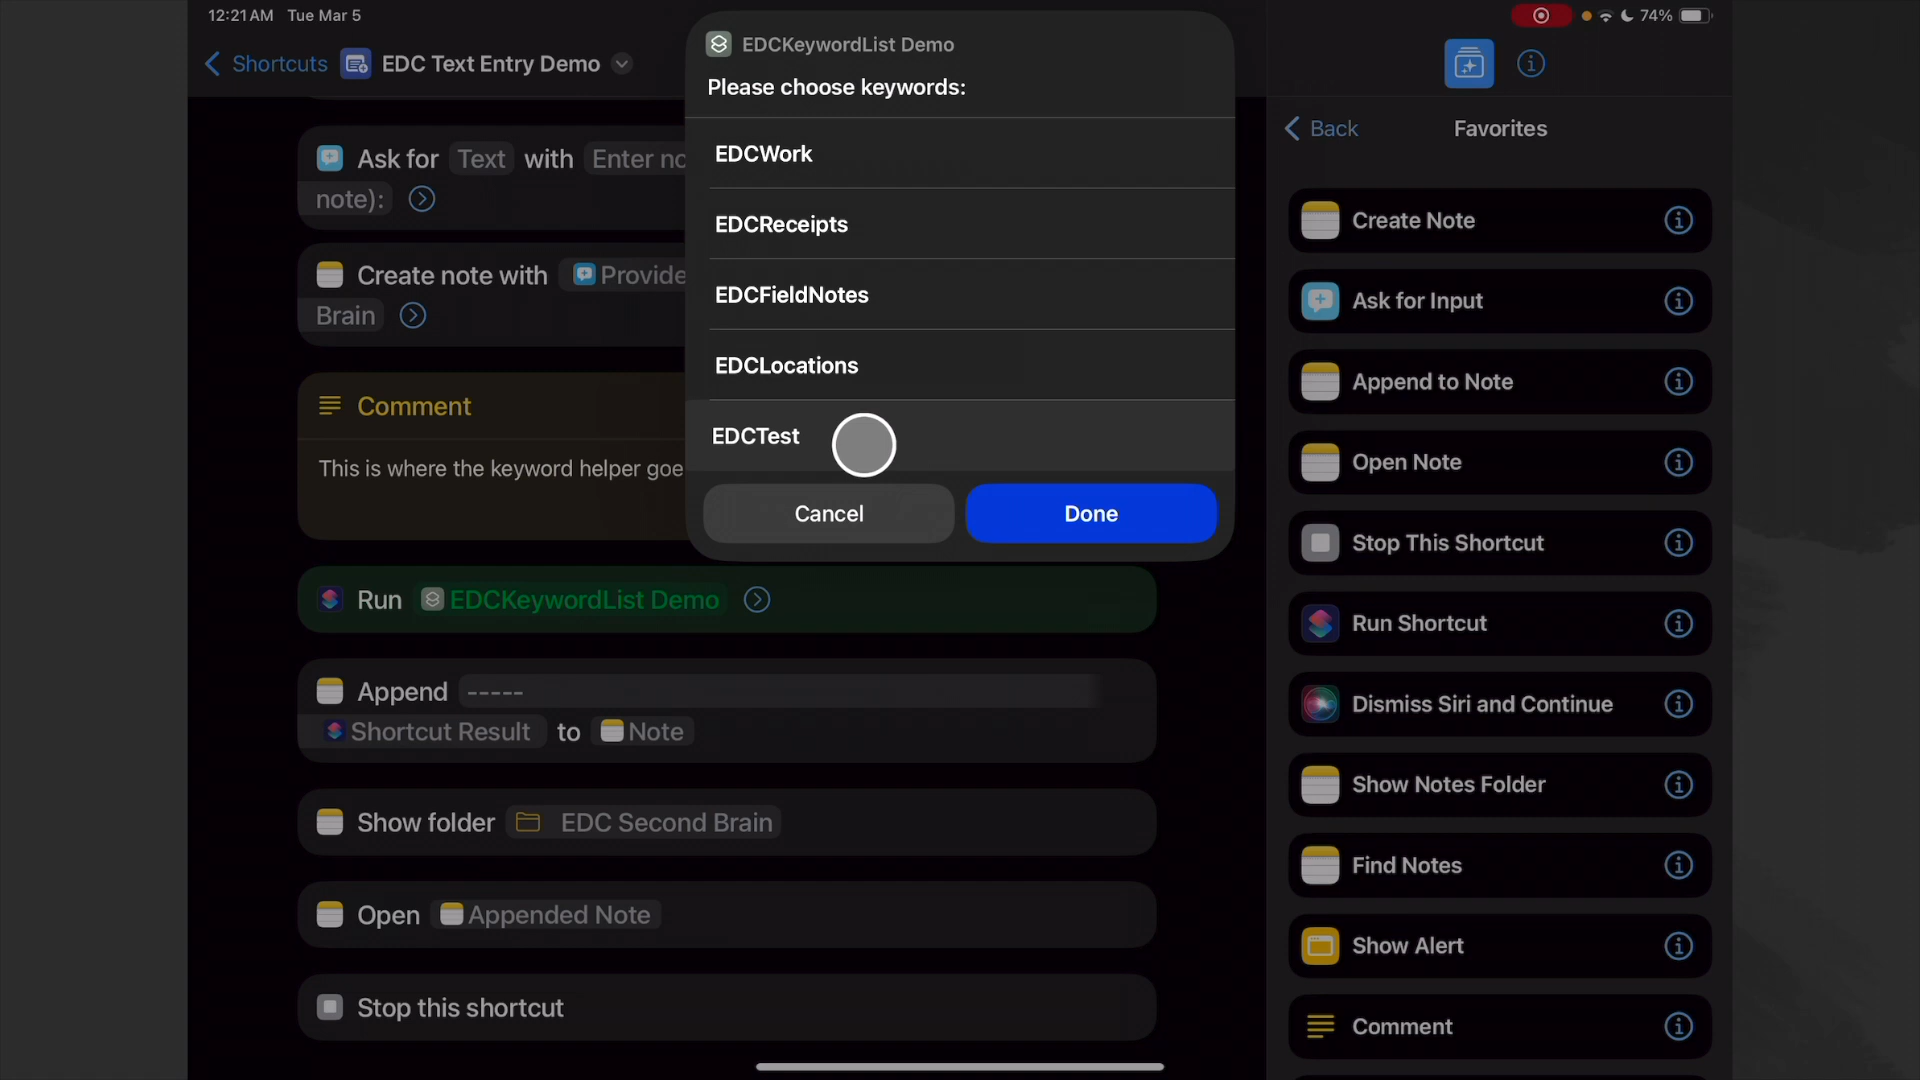 12:21AM Tue Mar 5
74%
Shortcuts
EDC Text Entry Demo
Ask for Text with Enter
note):
Create note with Provide
Brain
Comment
This is where the keyword helper goe
Run EDCKeywordList Demo
Append -----
Shortcut Result to Note
Show folder EDC Second Brain
Open Appended Note
Stop this shortcut
EDCKeywordList Demo
Please choose keywords:
EDCWork
EDCReceipts
EDCFieldNotes
EDCLocations
EDCTest
Cancel
Done
Back
Favorites
Create Note
Ask for Input
Append to Note
Open Note
Stop This Shortcut
Run Shortcut
Dismiss Siri and Continue
Show Notes Folder
Find Notes
Show Alert
Comment